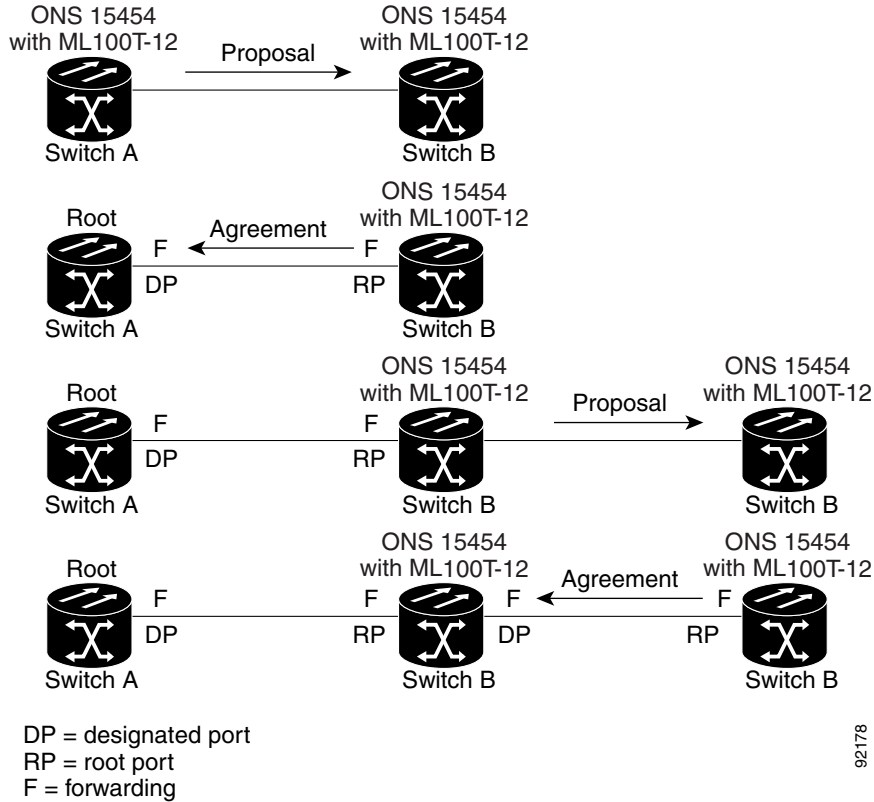 ONS 15454
with ML100T-12
Proposal
ONS 15454
with ML100T-12
Switch A
Switch B
Root
F
DP
Agreement
ONS 15454
with ML100T-12
F
RP
Switch A
Switch B
Root
F
DP
ONS 15454
with ML100T-12
F
RP
Proposal
ONS 15454
with ML100T-12
Switch A
Switch B
Switch B
Root
F
DP
ONS 15454
with ML100T-12
F
RP
F
DP
Agreement
ONS 15454
with ML100T-12
F
RP
Switch A
Switch B
Switch B
DP = designated port
RP = root port
F = forwarding
92178